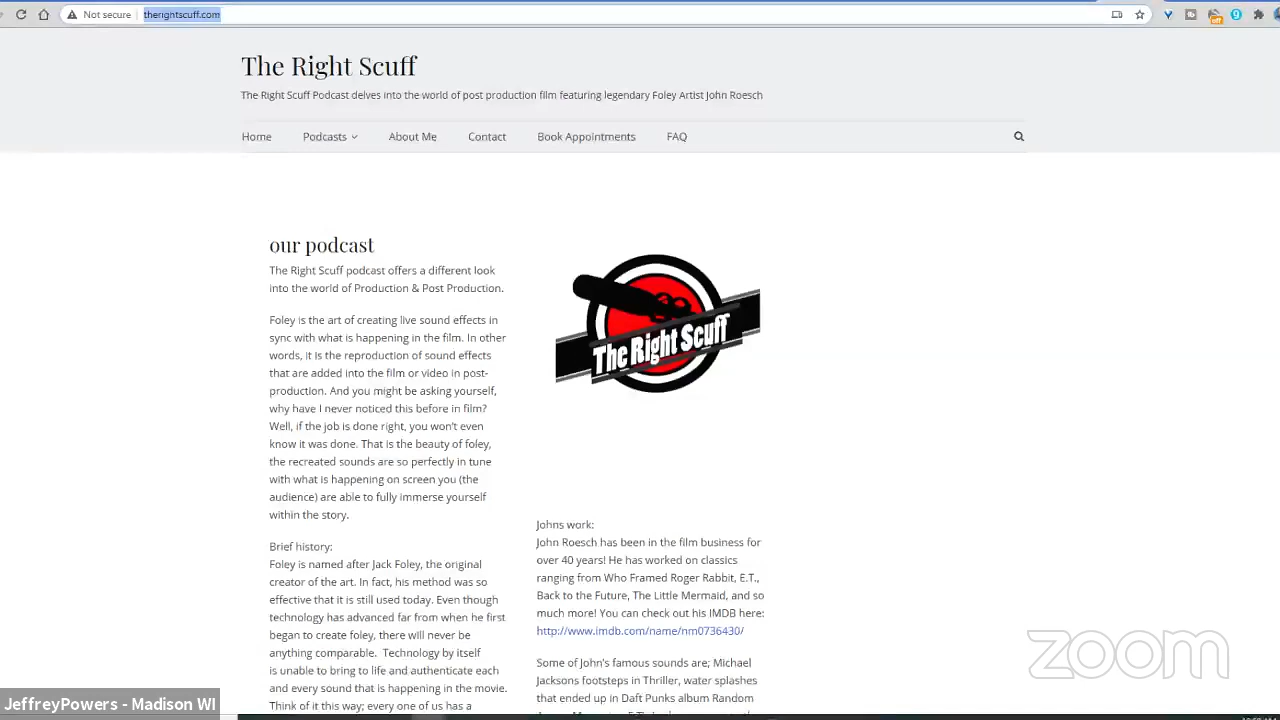 Not secure
therightscuff.com
The Right Scuff
The Right Scuff Podcast delves into the world of post production film featuring legendary Foley Artist John Roesch
Home Podcasts About Me Contact Book Appointments FAQ
our podcast
The Right Scuff podcast offers a different look
into the world of Production & Post Production.
Foley is the art of creating live sound effects in
sync with what is happening in the film. In other
words, it is the reproduction of sound effects
that are added into the film or video in post-
production. And you might be asking yourself,
why have I never noticed this before in film?
Well, if the job is done right, you won't even
know it was done. That is the beauty of foley,
the recreated sounds are so perfectly in tune
with what is happening on screen you (the
audience) are able to fully immerse yourself
within the story.
Brief history:
Foley is named after Jack Foley, the original
creator of the art. In fact, his method was so
effective that it is still used today. Even though
technology has advanced far from when he first
began to create foley, there will never be
anything comparable. Technology by itself
is unable to bring to life and authenticate each
and every sound that is happening in the movie.
Think of it this way; every one of us has a
The Right Scuff
Johns work:
John Roesch has been in the film business for
over 40 years! He has worked on classics
ranging from Who Framed Roger Rabbit, E.T.,
Back to the Future, The Little Mermaid, and so
much more! You can check out his IMDB here:
http://www.imdb.com/name/nm0736430/
Some of John's famous sounds are; Michael
Jacksons footsteps in Thriller, water splashes
that ended up in Daft Punks album Random
zoom
JeffreyPowers - Madison WI